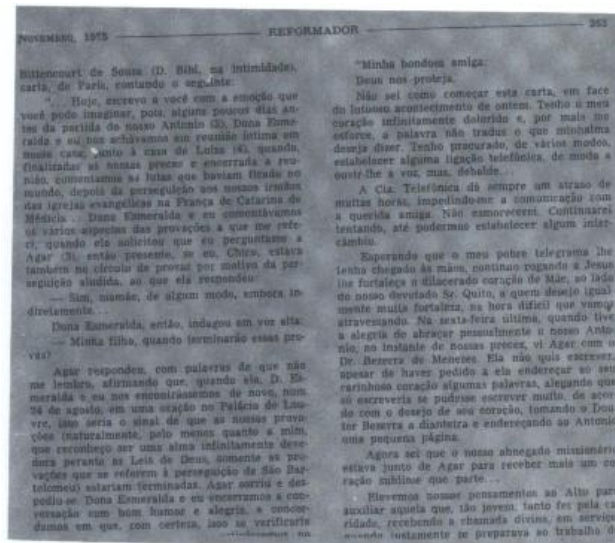 NOVEMBRO, 1975
REFORMADOR
263
Bittencourt de Souza (D. Bibi, na intimidade),
carta, de Paris, contando o seguinte:
"... Hoje, escrevo a você com a emoção que
você pode imaginar, pois, alguns poucos dias an-
tes da partida do nosso Antonio (2), Dona Esme-
ralda e eu nos achávamos em reunião íntima em
nossa casa, junto à casa de Luiza (4), quando,
finalizadas as nossas preces e encerrada a reu-
nião, comentamos as lutas que haviam ficado no
mundo, depois da perseguição aos nossos irmãos
das igrejas evangélicas na França de Catarina de
Médicis... Dona Esmeralda e eu comentávamos
os vários aspectos das provações a que me refe-
ri, quando ela solicitou que eu perguntasse a
Agar (3), então presente, se eu, Chico, estava
também no círculo de provas por motivo da per-
seguição aludida, ao que ela respondeu:
— Sim, mamãe, de algum modo, embora in-
diretamente...
Dona Esmeralda, então, indagou em voz alta:
— Minha filha, quando terminarão essas pro-
vas?
Agar respondeu, com palavras de que não
me lembro, afirmando que, quando ela, D. Es-
meralda e eu nos encontrássemos de novo, num
24 de agosto, em uma oração no Palácio do Lou-
vre, isso seria o sinal de que as nossas prova-
ções (naturalmente, pelo menos quanto a mim,
que reconheço ser uma alma infinitamente deve-
dora perante as Leis de Deus, somente as pro-
vações que se referem à perseguição de São Bar-
tolomeu) estariam terminadas. Agar sorriu e des-
pediu-se. Dona Esmeralda e eu encerramos a con-
versação com bom humor e alegria, e concor-
damos em que, com certeza, isso se verificaria
"Minha bondosa amiga:
Deus nos proteja.
Não sei como começar esta carta, em face
do lutuoso acontecimento de ontem. Tenho o meu
coração infinitamente dolorido e, por mais me
esforce, a palavra não traduz o que minhalma
deseja dizer. Tenho procurado, de vários modos,
estabelecer alguma ligação telefônica, de modo a
ouvir-lhe a voz, mas, debalde.
A Cia. Telefônica dá sempre um atraso de
muitas horas, impedindo-me a comunicação com
a querida amiga. Não esmorecerei. Continuarei
tentando, até podermos estabelecer algum inter-
câmbio.
Esperando que o meu pobre telegrama lhe
tenha chegado às mãos, continuo rogando a Jesus
lhe fortaleça o dilacerado coração de Mãe, ao lado
do nosso devotado Sr. Quito, a quem desejo igual-
mente muita fortaleza, na hora difícil que vamos
atravessando. Na sexta-feira última, quando tive
a alegria de abraçar pessoalmente o nosso Anto-
nio, no instante de nossas preces, vi Agar com o
Dr. Bezerra de Menezes. Ela não quis escrever,
apesar de haver pedido a ela endereçar ao seu
carinhoso coração algumas palavras, alegando que
só escreveria se pudesse escrever muito, de acor-
do com o desejo de seu coração, tomando o Dou-
tor Bezerra a dianteira e endereçando ao Antonio
uma pequena página.
Agora sei que o nosso abnegado missionário
estava junto de Agar para receber mais um co-
ração sublime que parte...
Elevemos nossos pensamentos ao Alto para
auxiliar aquela que, tão jovem, tanto fez pela ca-
ridade, recebendo a chamada divina, em serviço,
quando justamente se preparava ao trabalho de